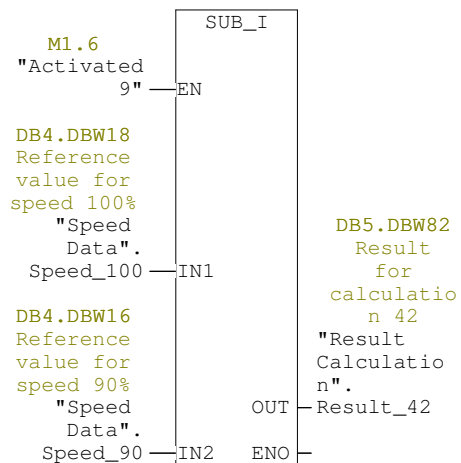 SUB_I
M1.6
"Activated
9"
EN
DB4.DBW18
Reference
value for
speed 100%
"Speed
Data".
Speed_100
IN1
DB4.DBW16
Reference
value for
speed 90%
"Speed
Data".
Speed_90
IN2
DB5.DBW82
Result
for
calculatio
n 42
"Result
Calculatio
n".
OUT
Result_42
ENO